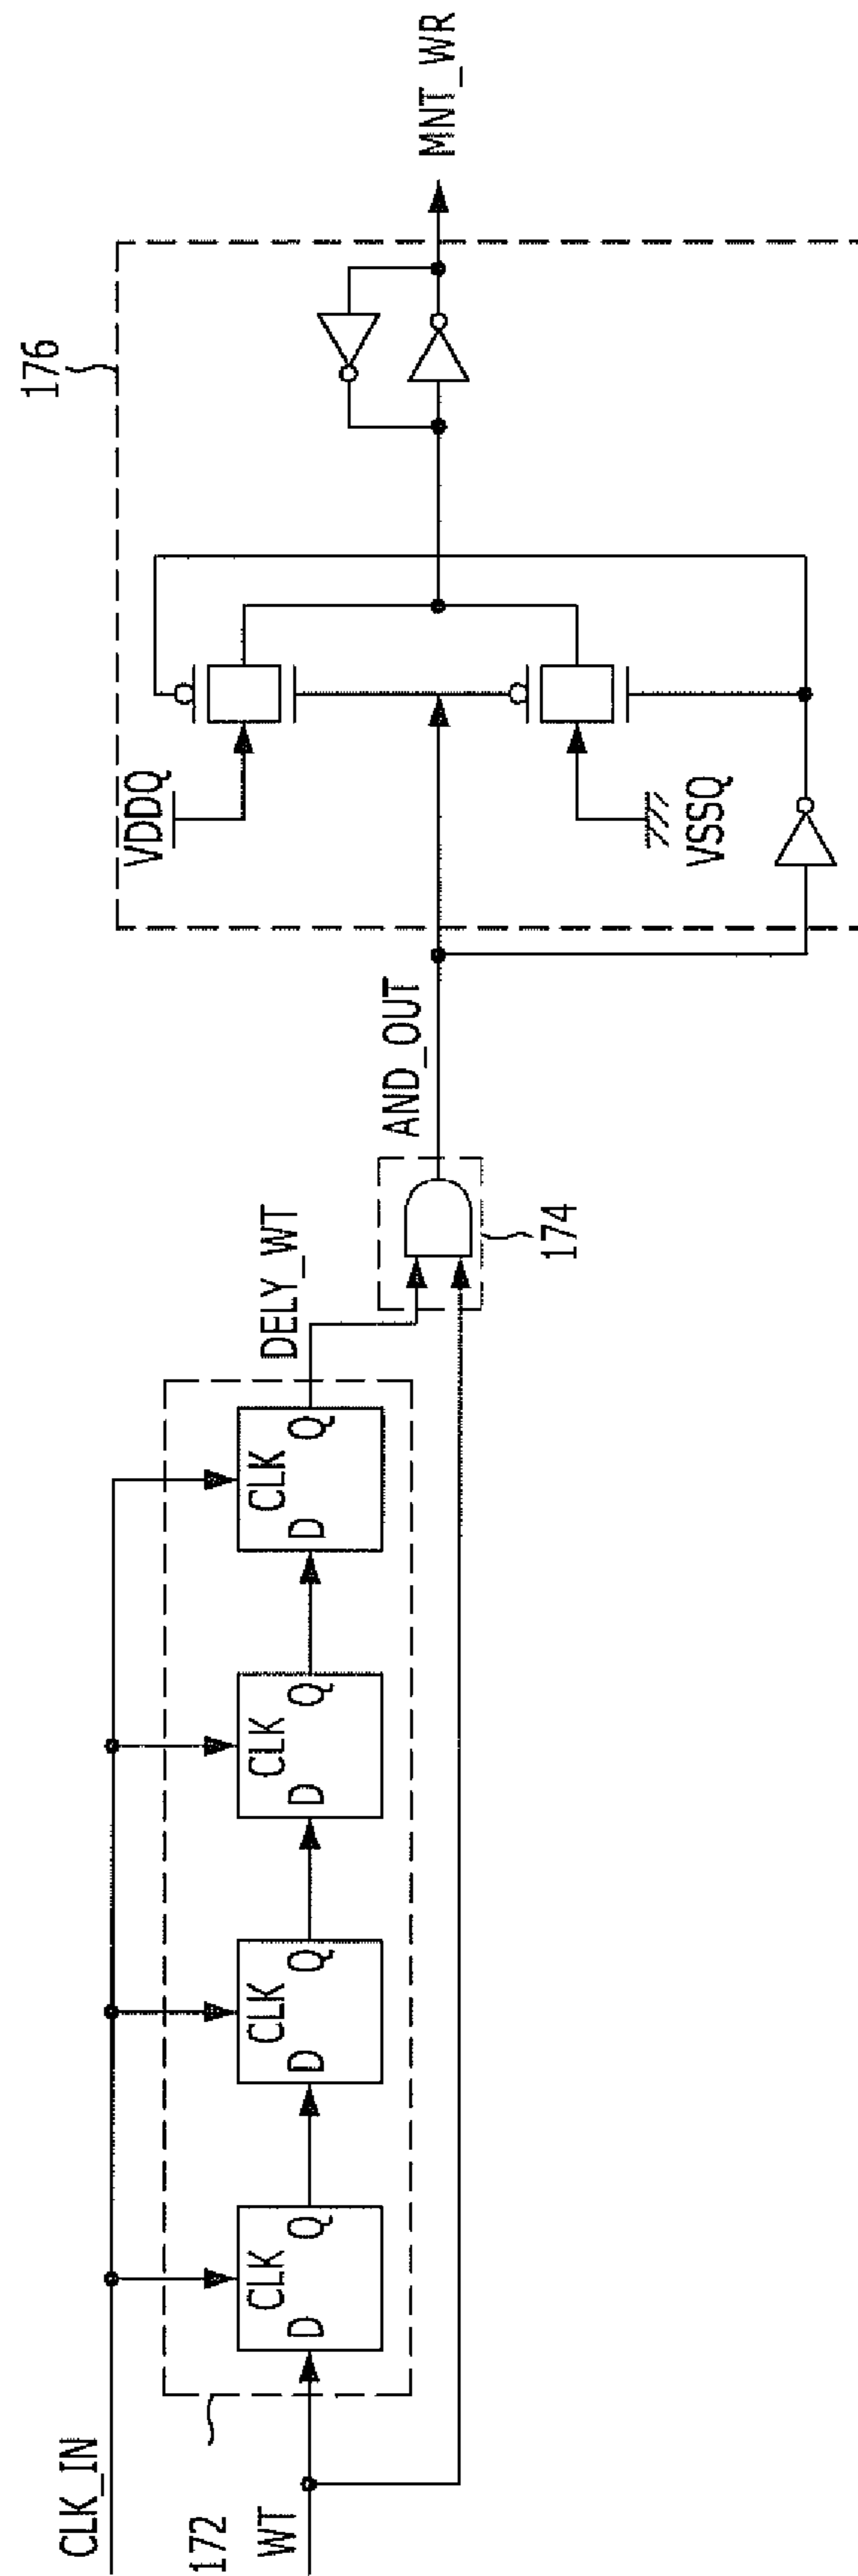 CLK_IN
172
WT
D
CLK
Q
D
CLK
Q
D
CLK
Q
D
CLK
Q
DELY_WT
174
AND_OUT
176
VDDQ
VSSQ
MNT_WR